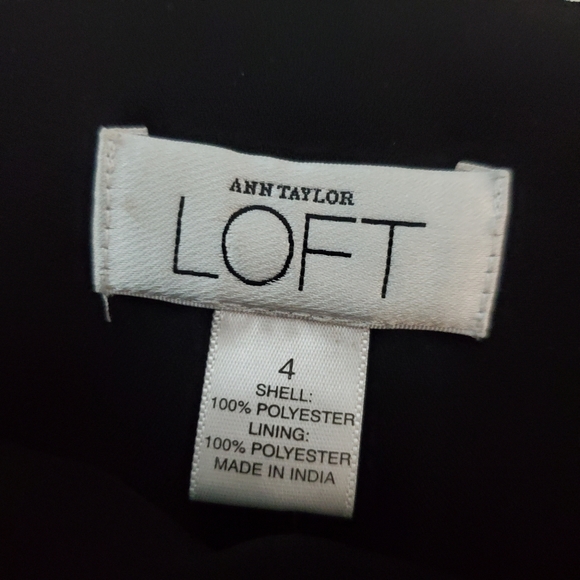 ANN TAYLOR
LOFT
4
SHELL:
100% POLYESTER
LINING:
100% POLYESTER
MADE IN INDIA